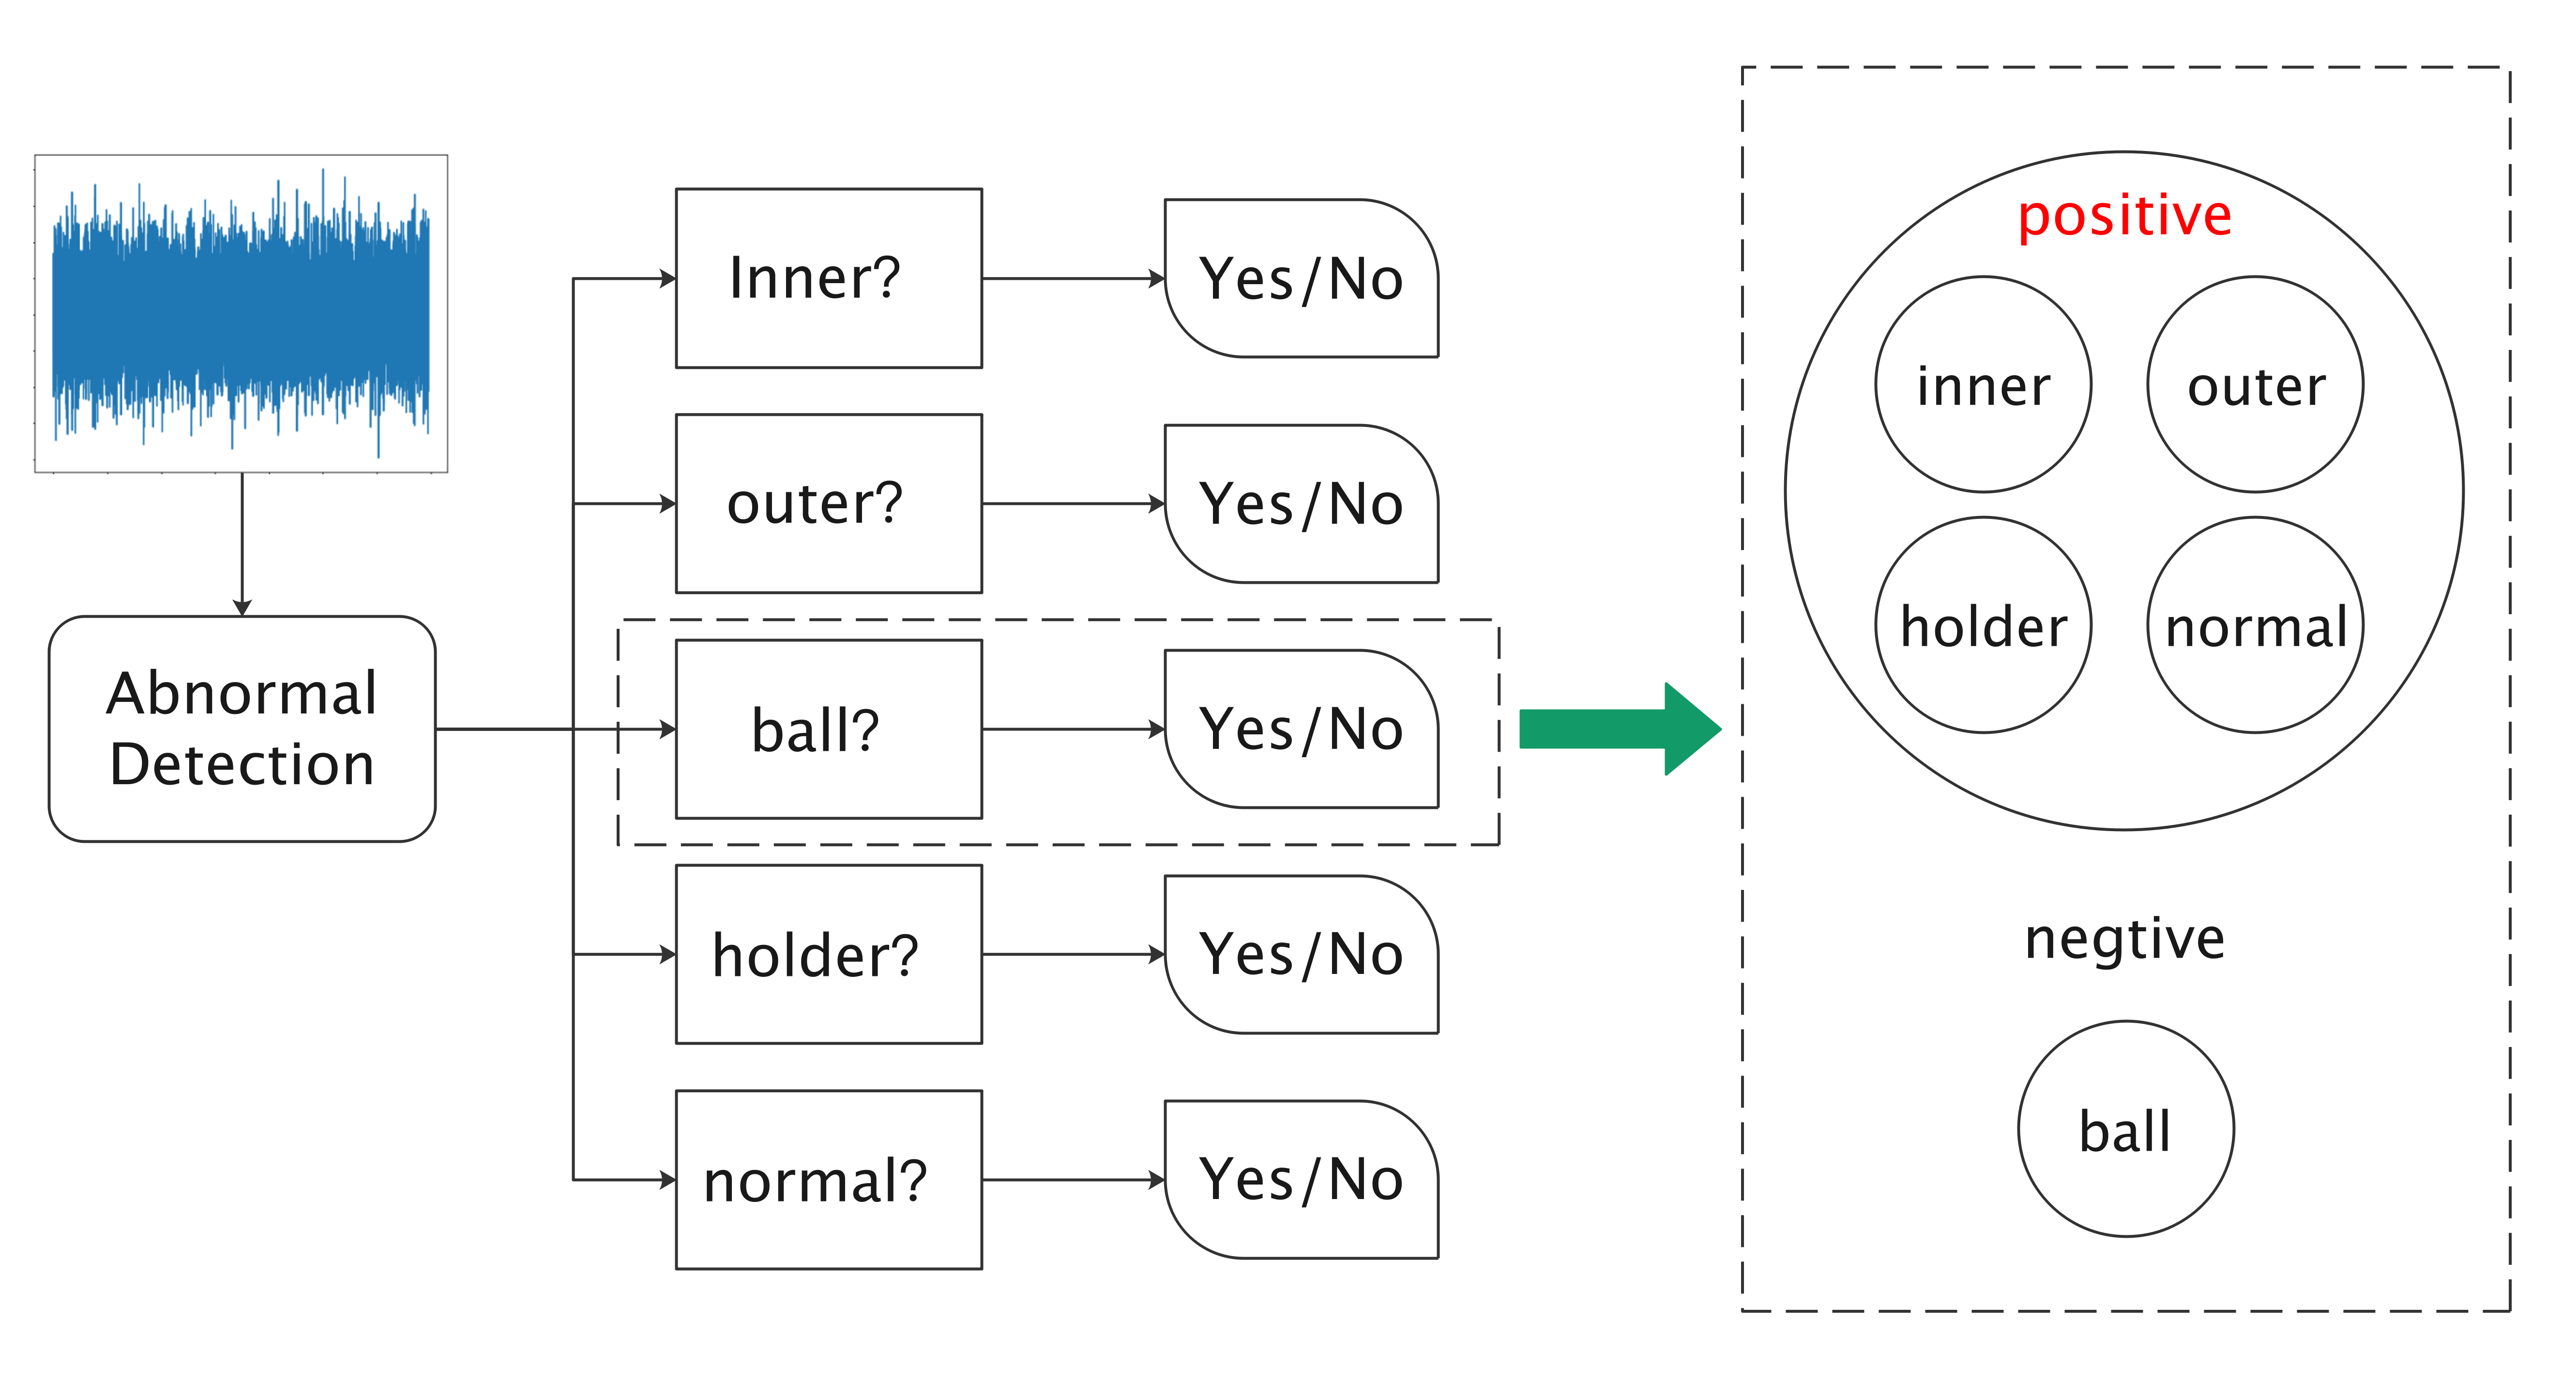 Abnormal
Detection
Inner?
Yes/No
outer?
Yes/No
ball?
Yes/No
holder?
Yes/No
normal?
Yes/No
positive
inner
outer
holder
normal
negtive
ball